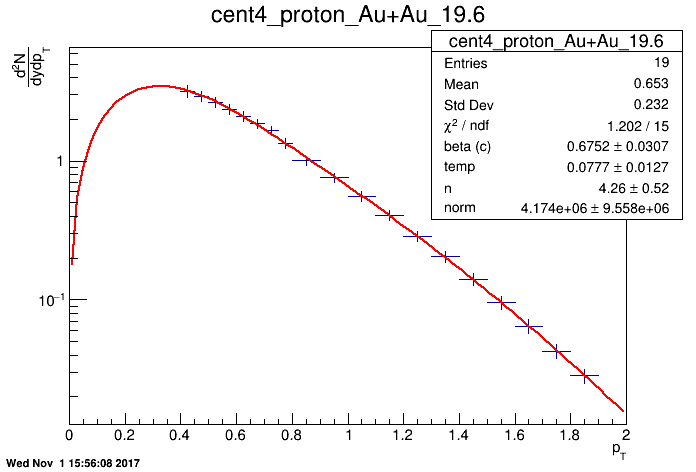 cent4_proton_Au+Au_19.6
d²N
dydp_T
cent4_proton_Au+Au_19.6
Entries 19
Mean 0.653
Std Dev 0.232
χ² / ndf 1.202 / 15
beta (c) 0.6752 ± 0.0307
temp 0.0777 ± 0.0127
n 4.26 ± 0.52
norm 4.174e+06 ± 9.558e+06
1
10⁻¹
0 0.2 0.4 0.6 0.8 1 1.2 1.4 1.6 1.8 2
p_T
Wed Nov 1 15:56:08 2017